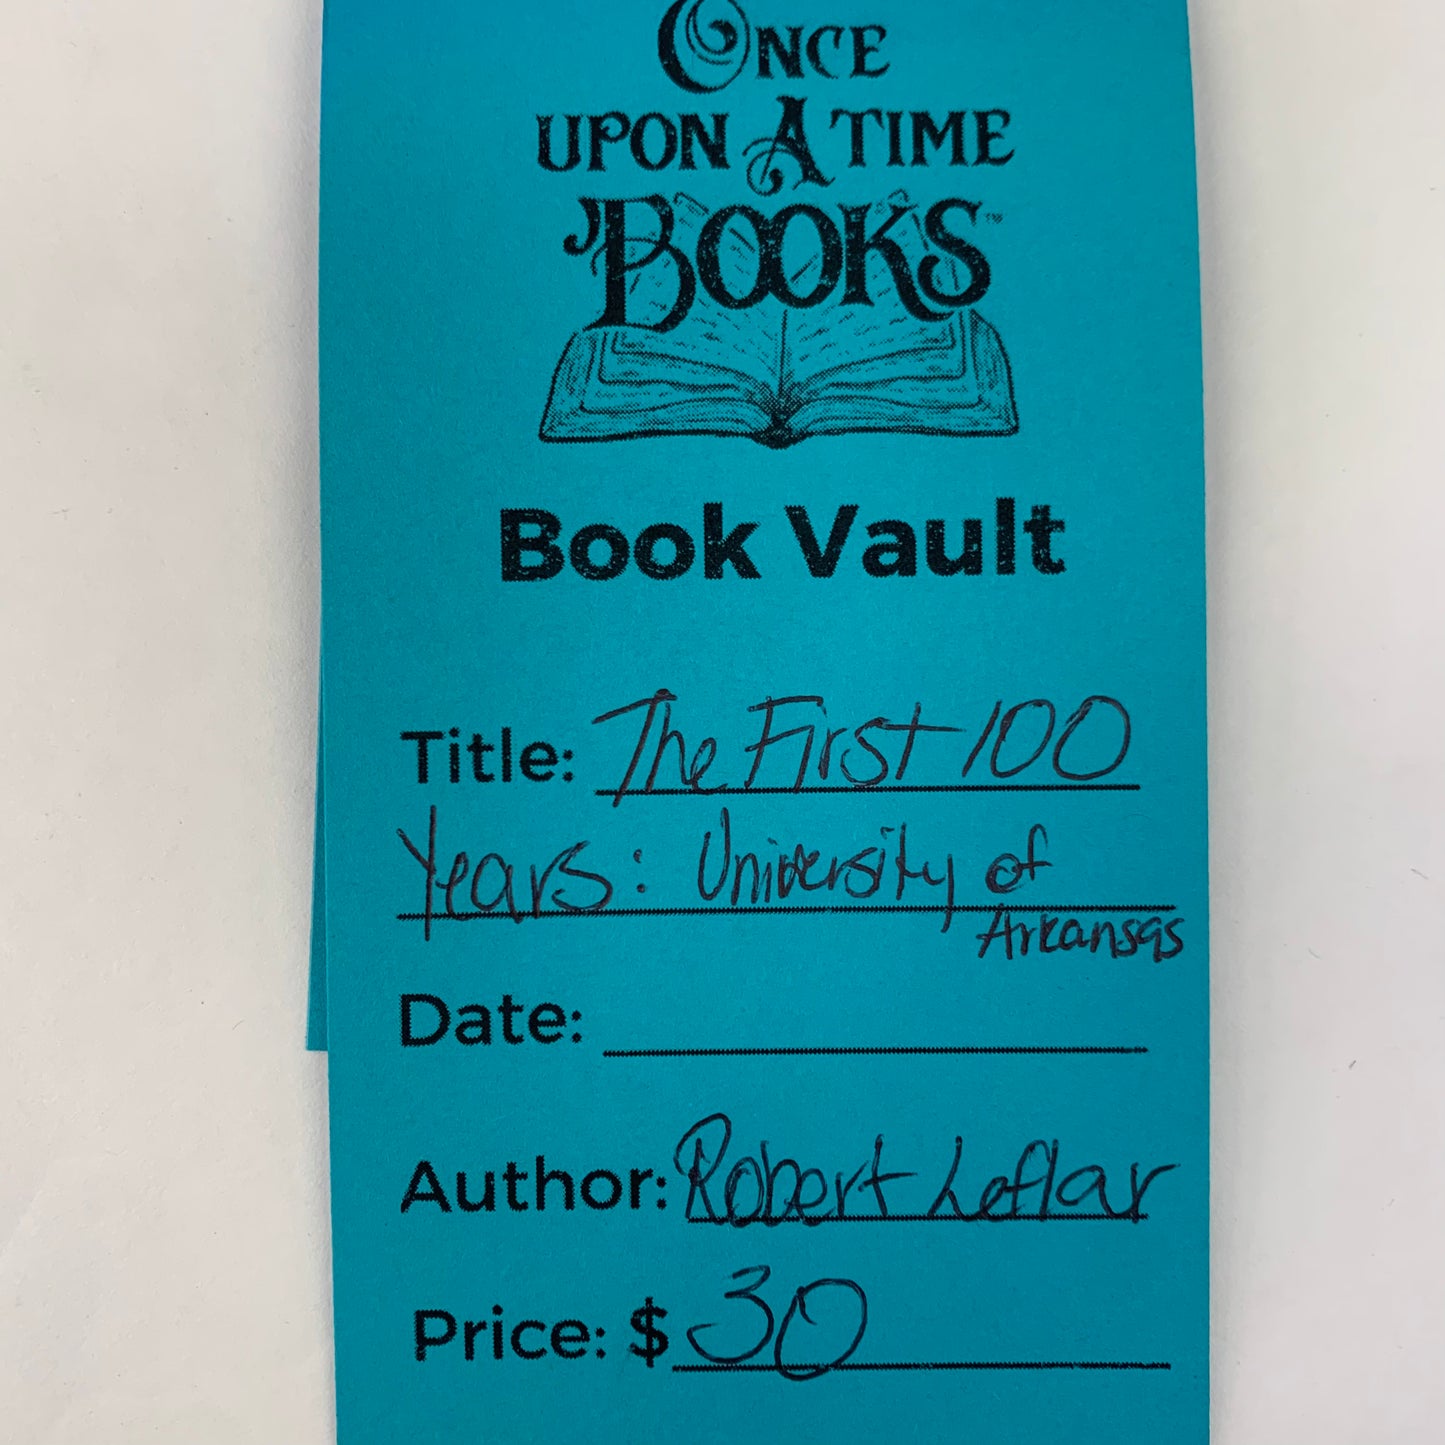 ONCE
UPON A TIME
BOOKS™
Book Vault
Title: The First 100
Years: University of
Arkansas
Date:
Author: Robert Leflar
Price: $30